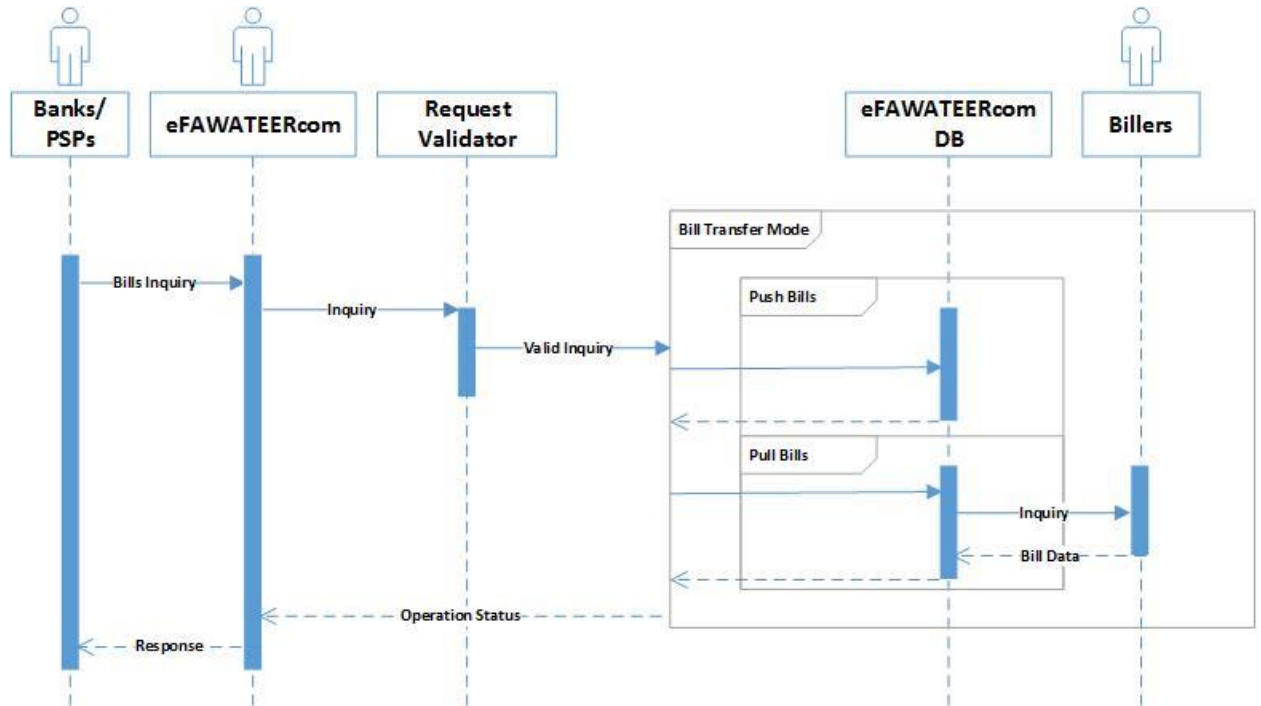 Banks/
PSPs
eFAWATEERcom
Request
Validator
eFAWATEERcom
DB
Billers
Bill Transfer Mode
Bills Inquiry
Push Bills
Inquiry
Valid Inquiry
Pull Bills
Inquiry
Bill Data
Operation Status
Response